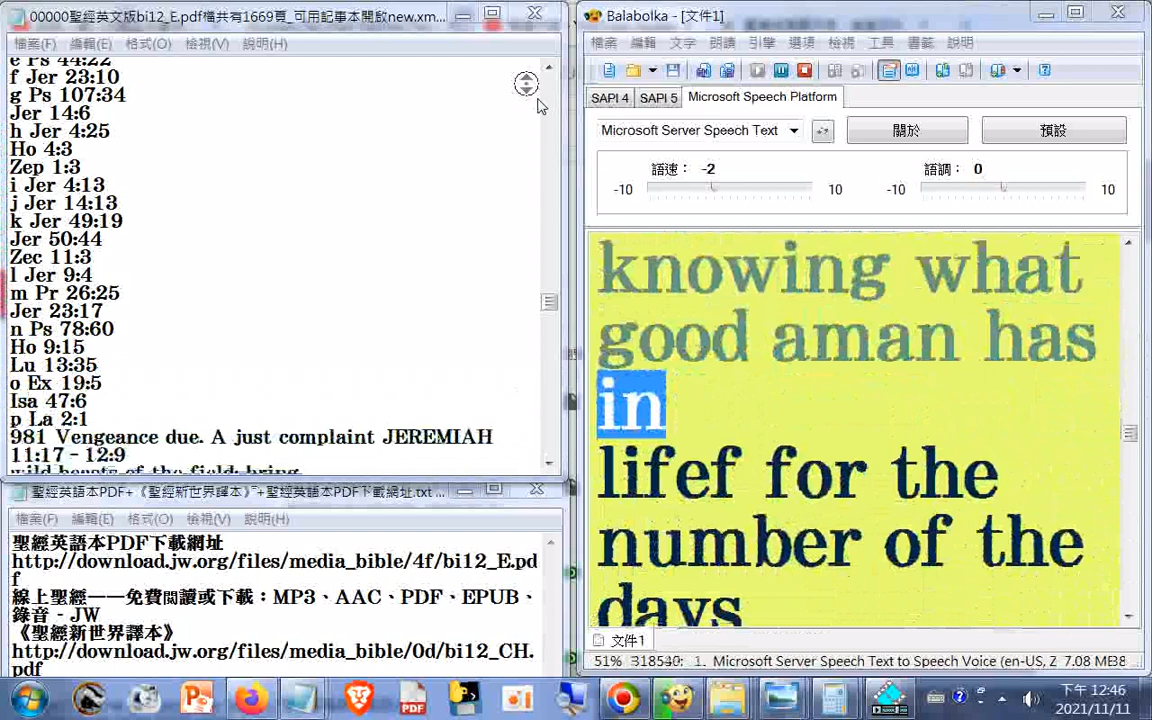 00000聖經英文版bi12_E.pdf檔共有1669頁_可用記事本開啟new.xm...
檔案(F) 編輯(E) 格式(O) 檢視(V) 說明(H)
e Ps 44:22
f Jer 23:10
g Ps 107:34
Jer 14:6
h Jer 4:25
Ho 4:3
Zep 1:3
i Jer 4:13
j Jer 14:13
k Jer 49:19
Jer 50:44
Zec 11:3
l Jer 9:4
m Pr 26:25
Jer 23:17
n Ps 78:60
Ho 9:15
Lu 13:35
o Ex 19:5
Isa 47:6
p La 2:1
981 Vengeance due. A just complaint JEREMIAH
11:17 - 12:9
wild beasts of the field; bring
聖經英語本PDF+《聖經新世界譯本》+聖經英語本PDF下載網址.txt ...
檔案(F) 編輯(E) 格式(O) 檢視(V) 說明(H)
聖經英語本PDF下載網址
http://download.jw.org/files/media_bible/4f/bi12_E.pd
f
線上聖經——免費閱讀或下載：MP3、AAC、PDF、EPUB、
錄音 - JW
《聖經新世界譯本》
http://download.jw.org/files/media_bible/0d/bi12_CH.
pdf
Balabolka - [文件1]
檔案 編輯 文字 朗讀 引擎 選項 檢視 工具 書籤 說明
SAPI 4 SAPI 5 Microsoft Speech Platform
Microsoft Server Speech Text 關於 預設
語速： -2 語調： 0
-10 10 -10 10
knowing what
good aman has
in
lifef for the
number of the
days
文件1
51% 318540: 1. Microsoft Server Speech Text to Speech Voice (en-US, Z 7.08 MB
PDF
下午 12:46
2021/11/11